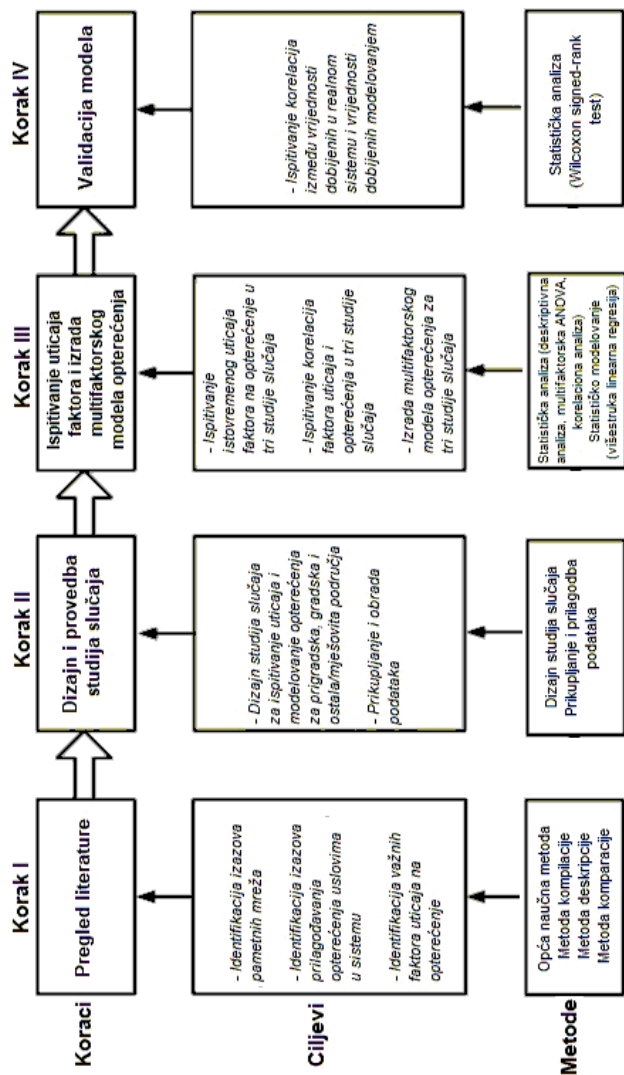 Korak I
Korak II
Korak III
Korak IV
Koraci
Pregled literature
Dizajn i provedba
studija slučaja
Ispitivanje uticaja
faktora i izrada
multifaktorskog
modela opterećenja
Validacija modela
Ciljevi
- Identifikacija izazova
pametnih mreža
- Identifikacija izazova
prilagođavanja
opterećenja uslovima
u sistemu
- Identifikacija važnih
faktora uticaja na
opterećenje
- Dizajn studija slučaja
za ispitivanje uticaja i
modelovanje opterećenja
za prigradska, gradska i
ostala/mješovita područja
- Prikupljanje i obrada
podataka
- Ispitivanje
istovremenog uticaja
faktora na opterećenje u
tri studije slučaja
- Ispitivanje korelacija
faktora uticaja i
opterećenja u tri studije
slučaja
- Izrada multifaktorskog
modela opterećenja za
tri studije slučaja
- Ispitivanje korelacija
između vrijednosti
dobijenih u realnom
sistemu i vrijednosti
dobijenih modelovanjem
Metode
Opća naučna metoda
Metoda kompilacije
Metoda deskripcije
Metoda komparacije
Dizajn studija slučaja
Prikupljanje i prilagodba
podataka
Statistička analiza (deskriptivna
analiza, multifaktorska ANOVA,
korelaciona analiza)
Statističko modelovanje
(višestruka linearna regresija)
Statistička analiza
(Wilcoxon signed-rank
test)